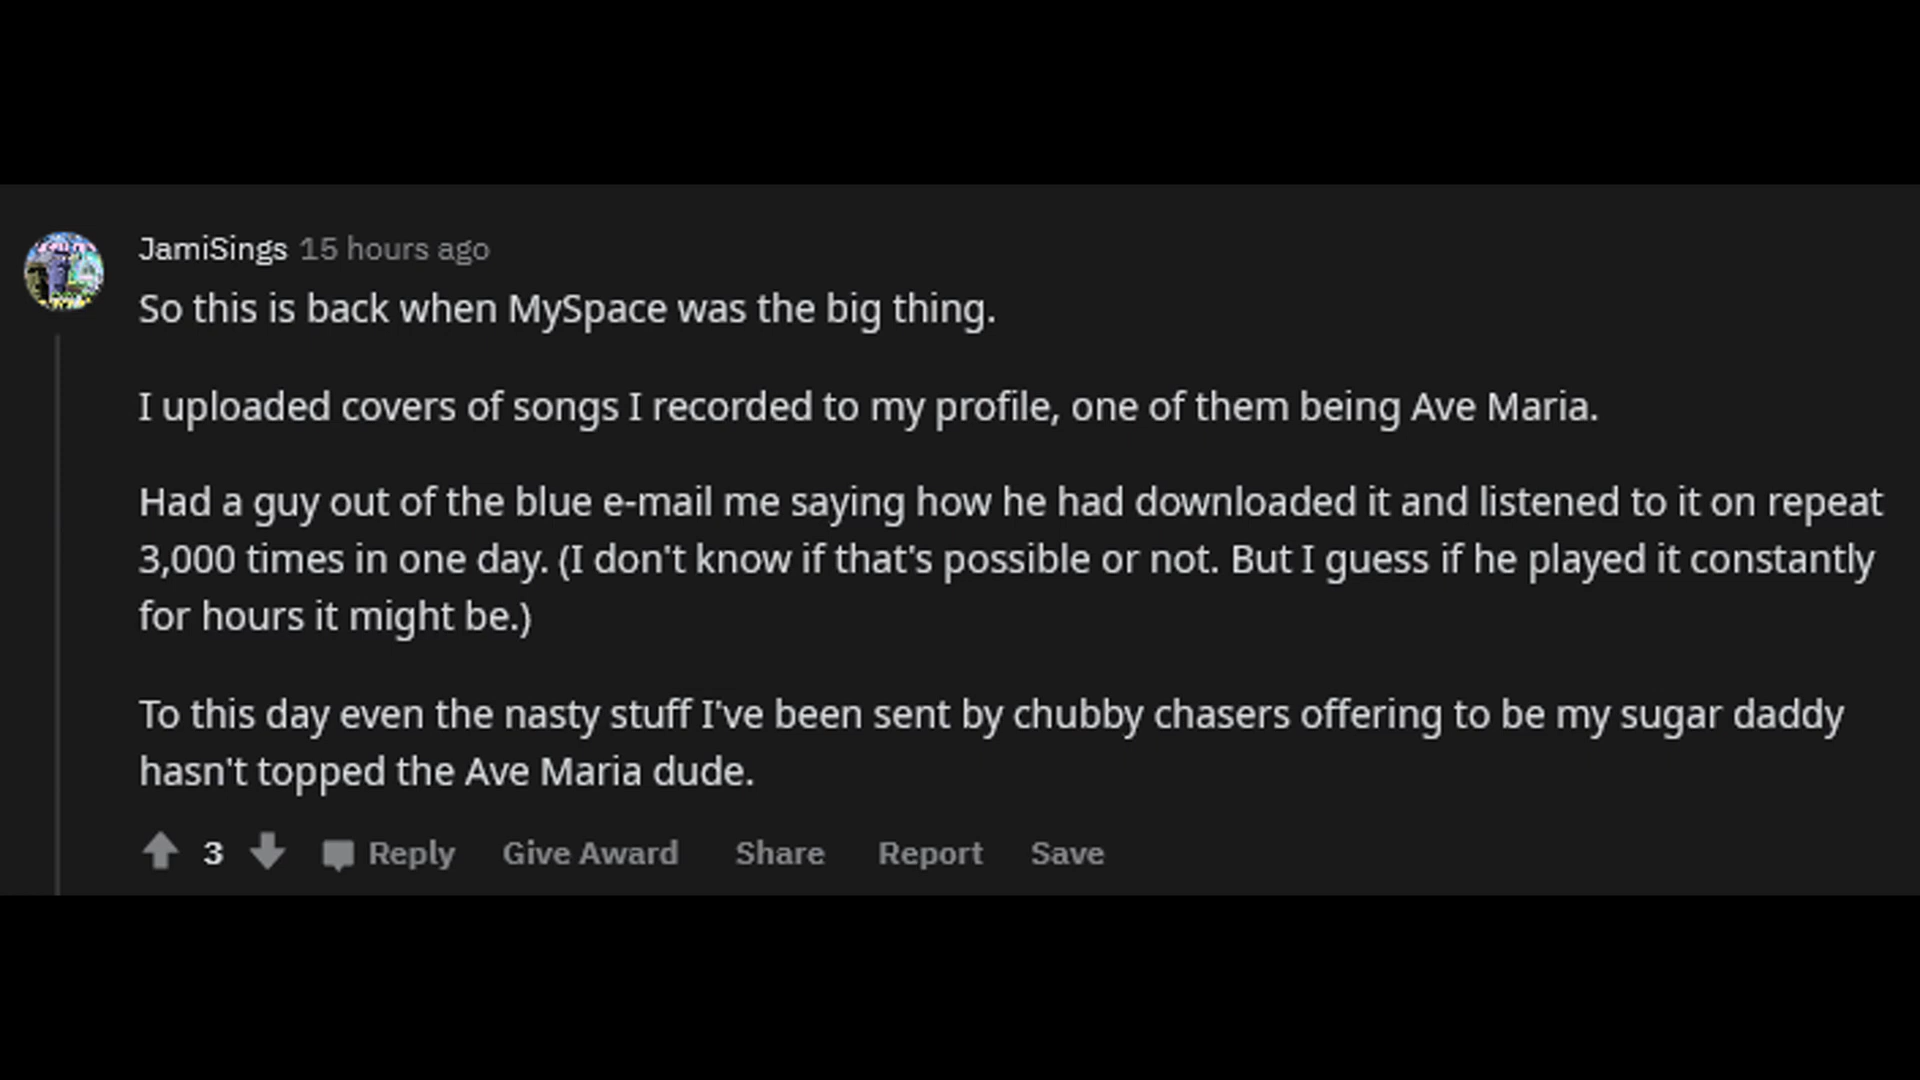 JamiSings 15 hours ago
So this is back when MySpace was the big thing.
I uploaded covers of songs I recorded to my profile, one of them being Ave Maria.
Had a guy out of the blue e-mail me saying how he had downloaded it and listened to it on repeat
3,000 times in one day. (I don't know if that's possible or not. But I guess if he played it constantly
for hours it might be.)
To this day even the nasty stuff I've been sent by chubby chasers offering to be my sugar daddy
hasn't topped the Ave Maria dude.
3 Reply Give Award Share Report Save